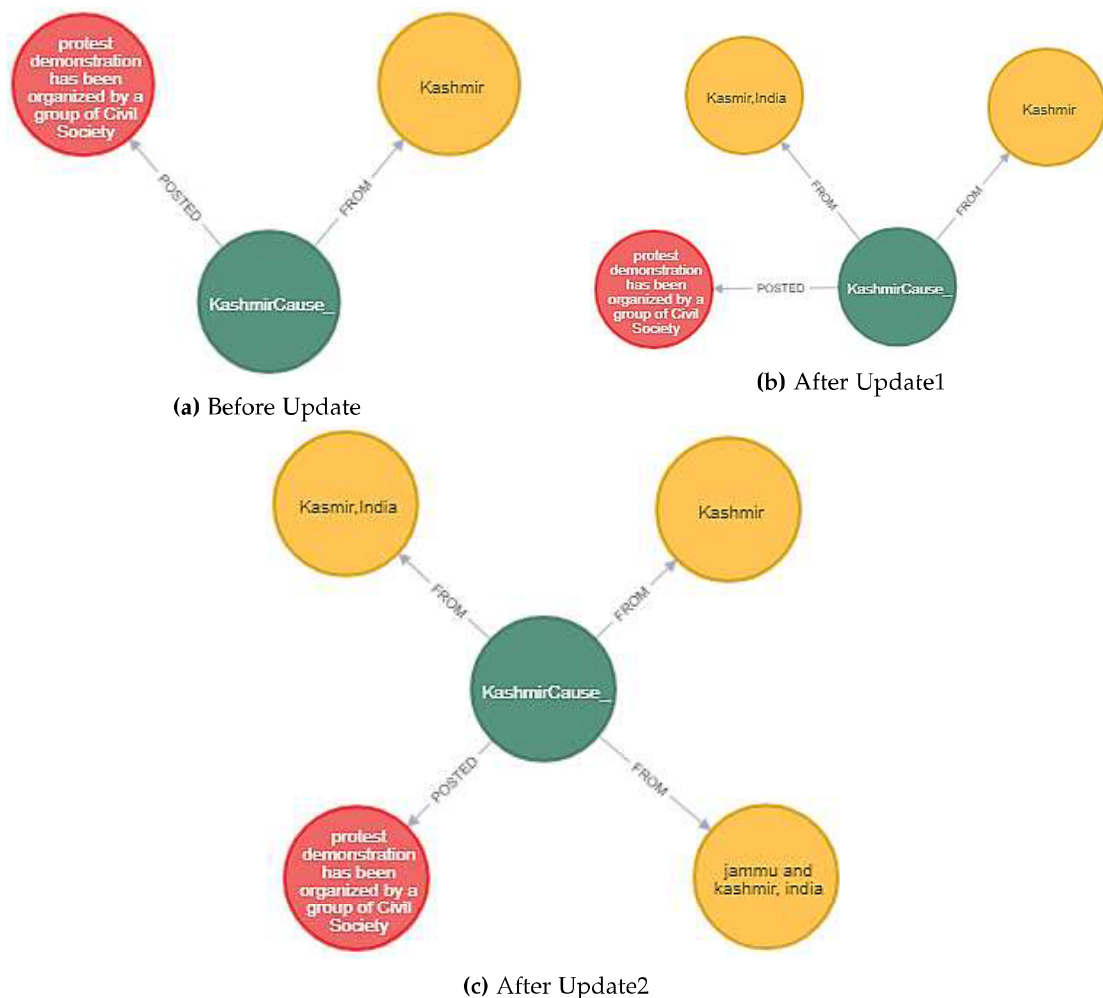 protest
demonstration
has been
organized by a
group of Civil
Society
Kashmir
POSTED
FROM
KashmirCause_
(a) Before Update
Kasmir,India
Kashmir
FROM
FROM
protest
demonstration
has been
organized by a
group of Civil
Society
POSTED
KashmirCause_
(b) After Update1
Kasmir,India
Kashmir
FROM
FROM
KashmirCause_
POSTED
FROM
protest
demonstration
has been
organized by a
group of Civil
Society
jammu and
kashmir, india
(c) After Update2